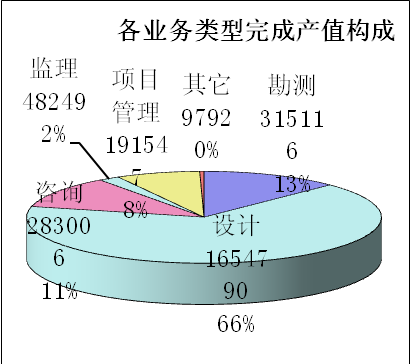 各业务类型完成产值构成
监理
48249
2%
项目
管理
19154
7
8%
其它
9792
0%
勘测
31511
6
13%
咨询
28300
6
11%
设计
16547
90
66%